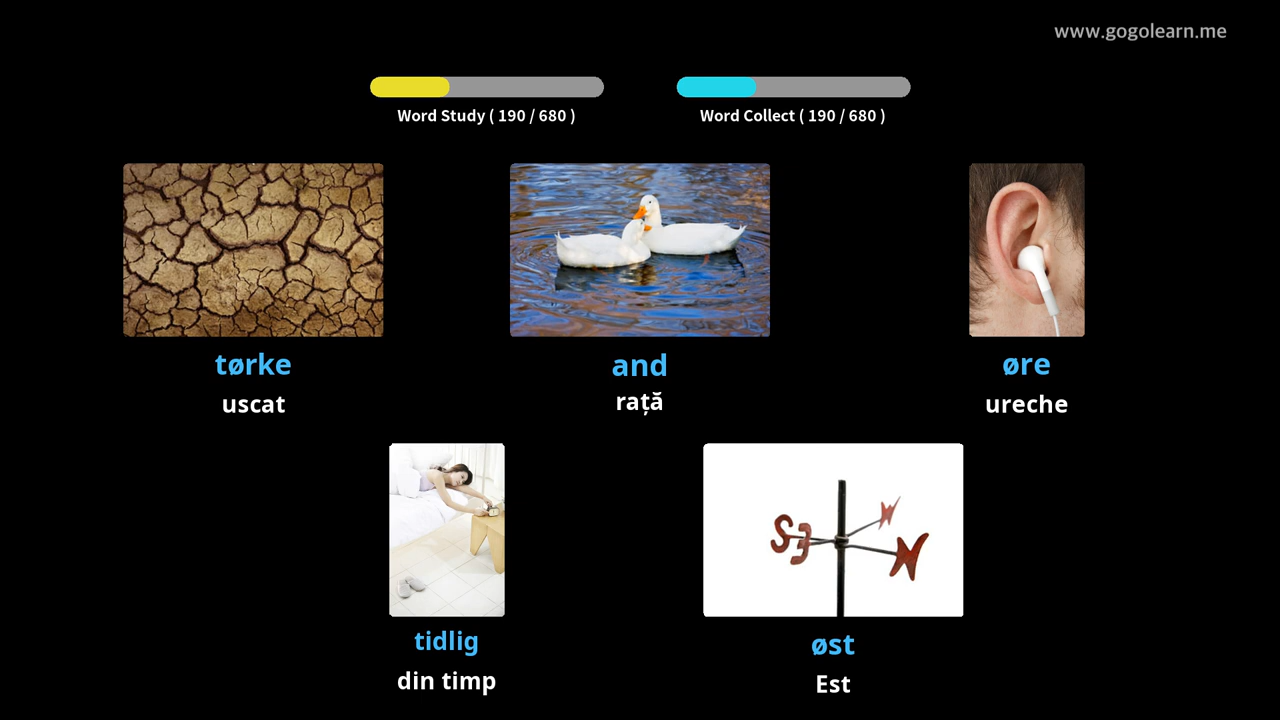 www.gogolearn.me
Word Study ( 190 / 680 )
Word Collect ( 190 / 680 )
tørke
uscat
and
rață
øre
ureche
tidlig
din timp
øst
Est
S
E
W
N